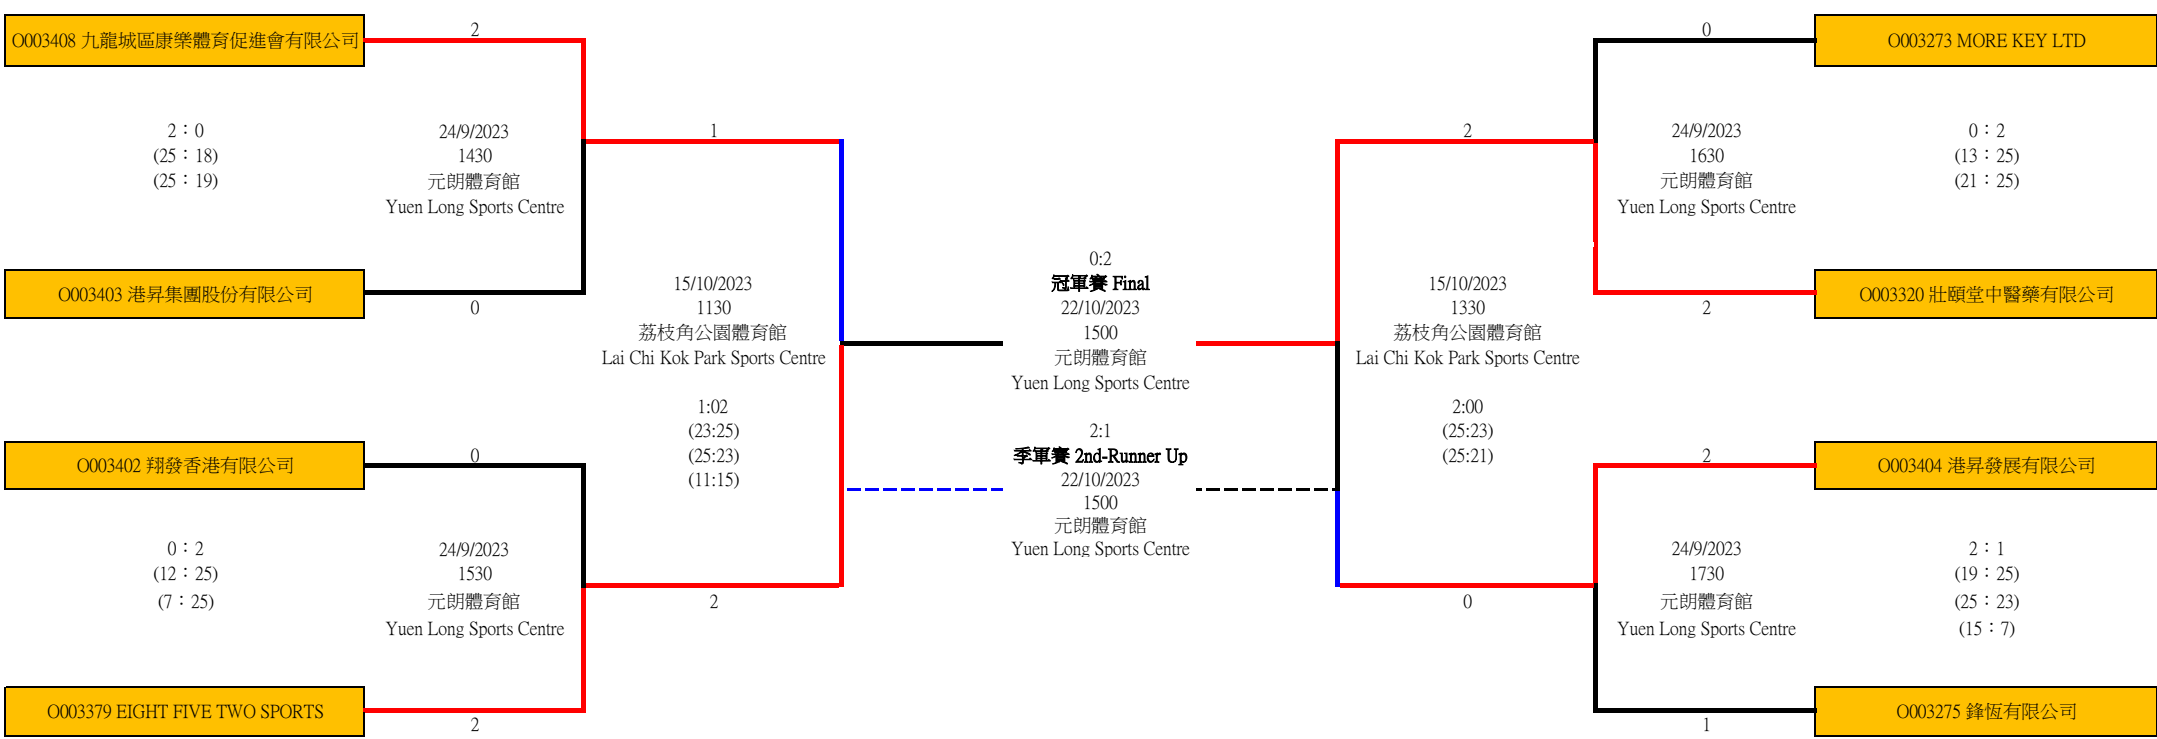 O003408 九龍城區康樂體育促進會有限公司
2
2：0
(25：18)
(25：19)
24/9/2023
1430
元朗體育館
Yuen Long Sports Centre
O003403 港昇集團股份有限公司
0
1
15/10/2023
1130
荔枝角公園體育館
Lai Chi Kok Park Sports Centre
1:02
(23:25)
(25:23)
(11:15)
O003402 翔發香港有限公司
0
0：2
(12：25)
(7：25)
24/9/2023
1530
元朗體育館
Yuen Long Sports Centre
2
O003379 EIGHT FIVE TWO SPORTS
2
0:2
冠軍賽 Final
22/10/2023
1500
元朗體育館
Yuen Long Sports Centre
2:1
季軍賽 2nd-Runner Up
22/10/2023
1500
元朗體育館
Yuen Long Sports Centre
0
O003273 MORE KEY LTD
2
24/9/2023
1630
元朗體育館
Yuen Long Sports Centre
0：2
(13：25)
(21：25)
15/10/2023
1330
荔枝角公園體育館
Lai Chi Kok Park Sports Centre
2:00
(25:23)
(25:21)
2
O003320 壯頤堂中醫藥有限公司
2
O003404 港昇發展有限公司
0
24/9/2023
1730
元朗體育館
Yuen Long Sports Centre
2：1
(19：25)
(25：23)
(15：7)
1
O003275 鋒恆有限公司